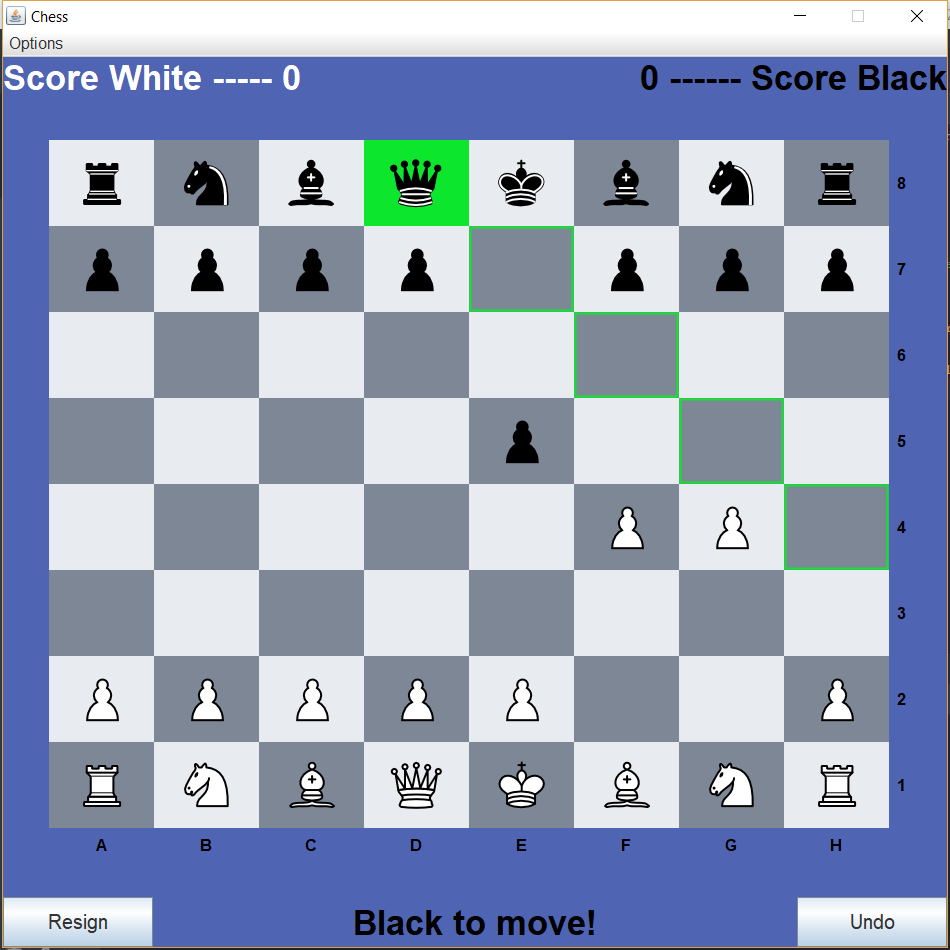 Chess
Options
Score White ----- 0
0 ------ Score Black
8
7
6
5
4
3
2
1
A B C D E F G H
Resign
Black to move!
Undo